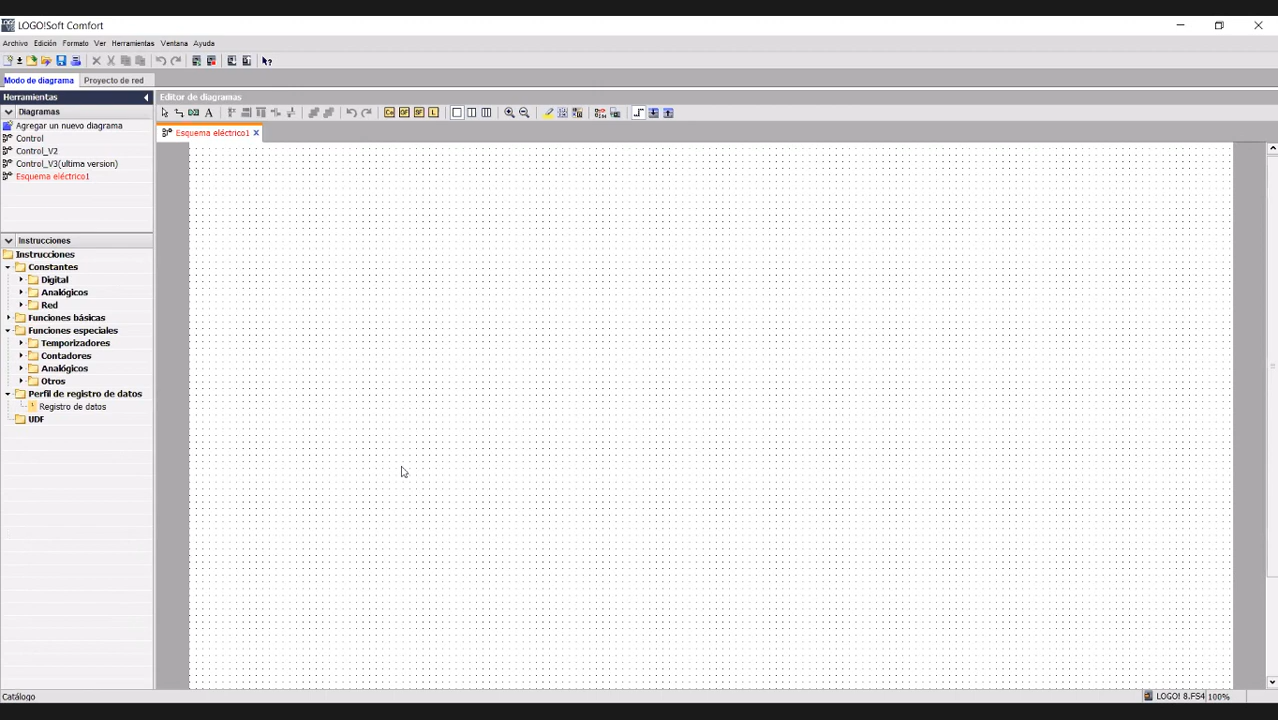 LOGO!Soft Comfort
Archivo Edición Formato Ver Herramientas Ventana Ayuda
Modo de diagrama Proyecto de red
Herramientas
Editor de diagramas
Diagramas
Agregar un nuevo diagrama
Esquema eléctrico1
Control
Control_V2
Control_V3(ultima version)
Esquema eléctrico1
Instrucciones
Instrucciones
Constantes
Digital
Analógicos
Red
Funciones básicas
Funciones especiales
Temporizadores
Contadores
Analógicos
Otros
Perfil de registro de datos
Registro de datos
UDF
Catálogo
LOGO! 8.FS4 100%